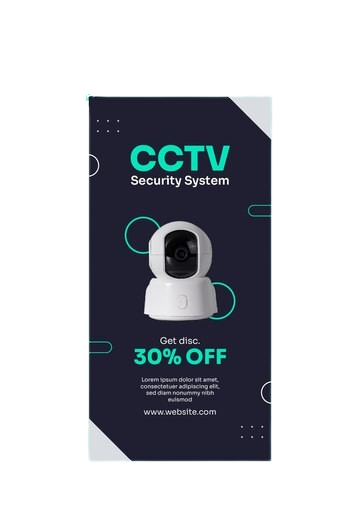 CCTV
Security System
Get disc.
30% OFF
Lorem ipsum dolor sit amet,
consectetuer adipiscing elit,
sed diam nonummy nibh
euismod
www.website.com